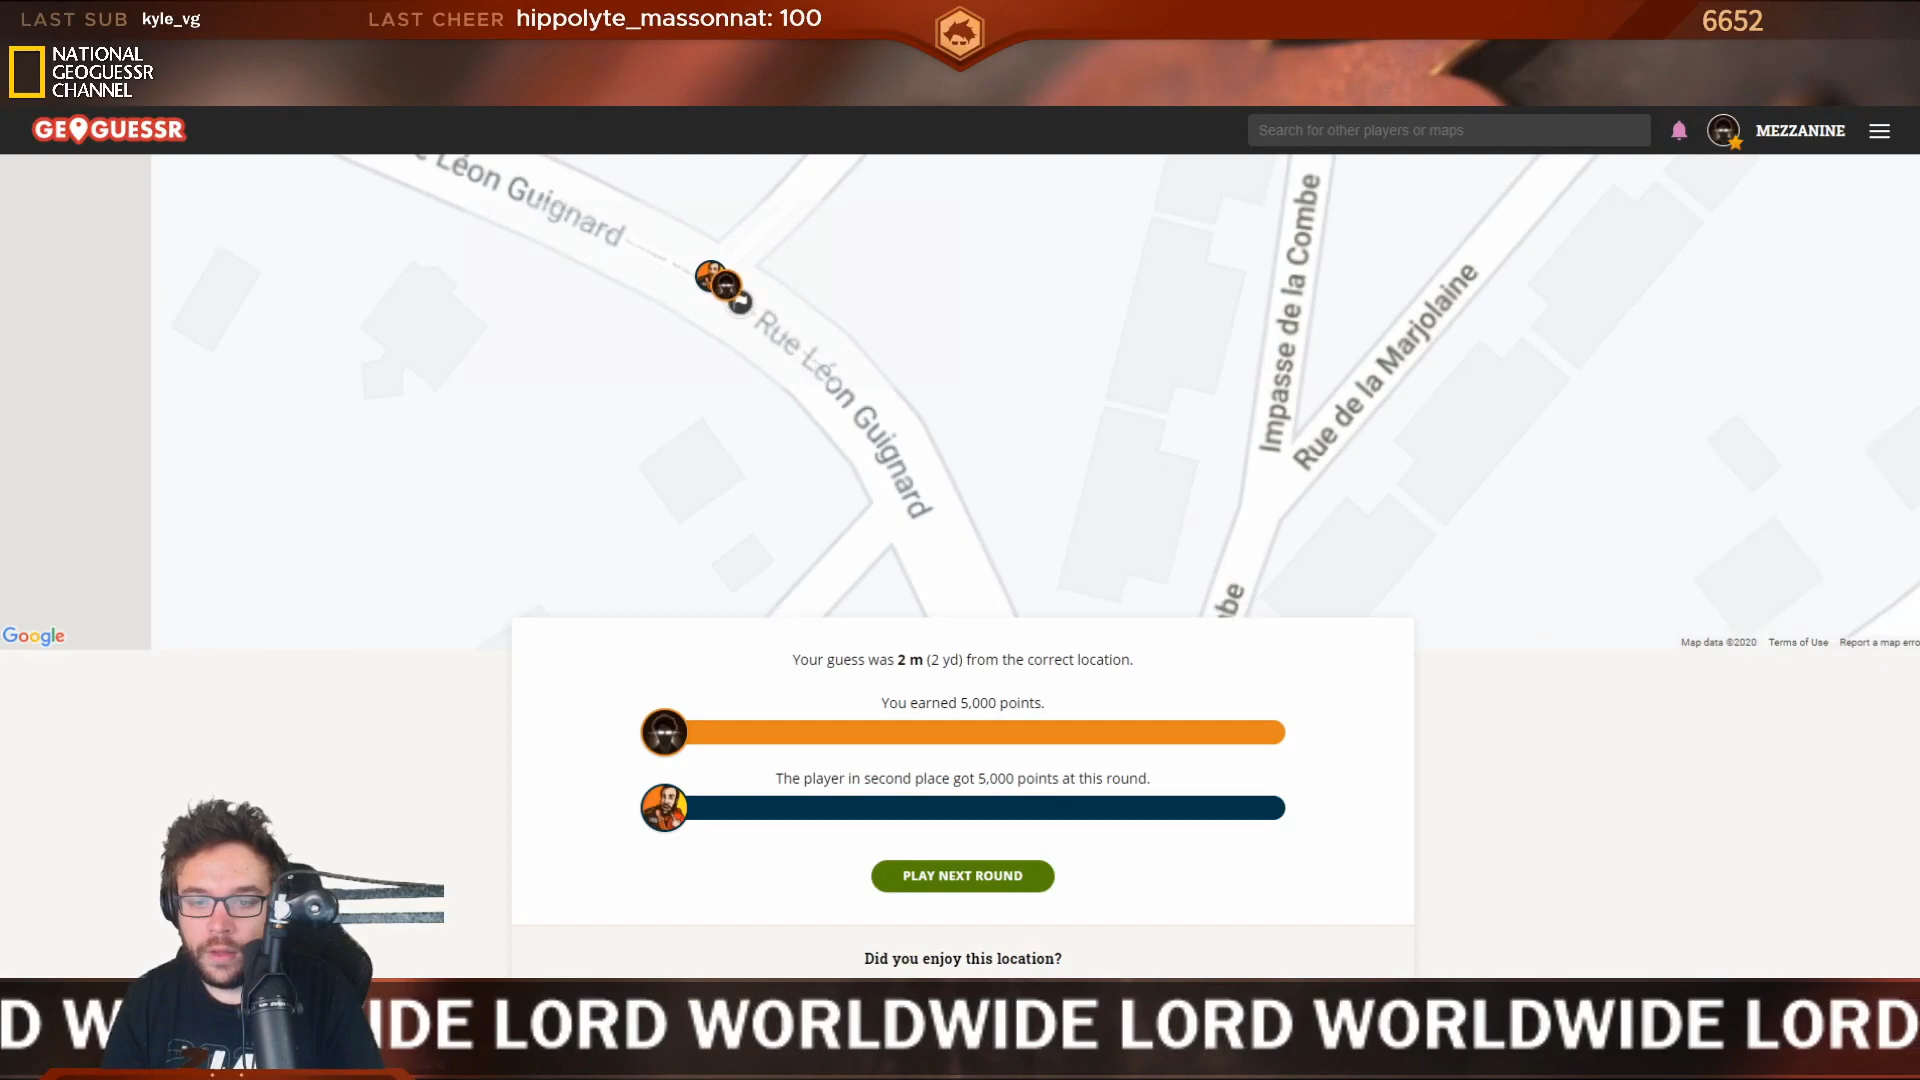 LAST SUB kyle_vg
LAST CHEER hippolyte_massonnat: 100
6652
NATIONAL
GEOGUESSR
CHANNEL
GEOGUESSR
Search for other players or maps
MEZZANINE
Léon Guignard
Rue Léon Guignard
Impasse de la Combe
Rue de la Marjolaine
be
Google
Map data ©2020 Terms of Use Report a map erro
Your guess was 2 m (2 yd) from the correct location.
You earned 5,000 points.
The player in second place got 5,000 points at this round.
PLAY NEXT ROUND
Did you enjoy this location?
D W IDE LORD WORLDWIDE LORD WORLDWIDE LORD